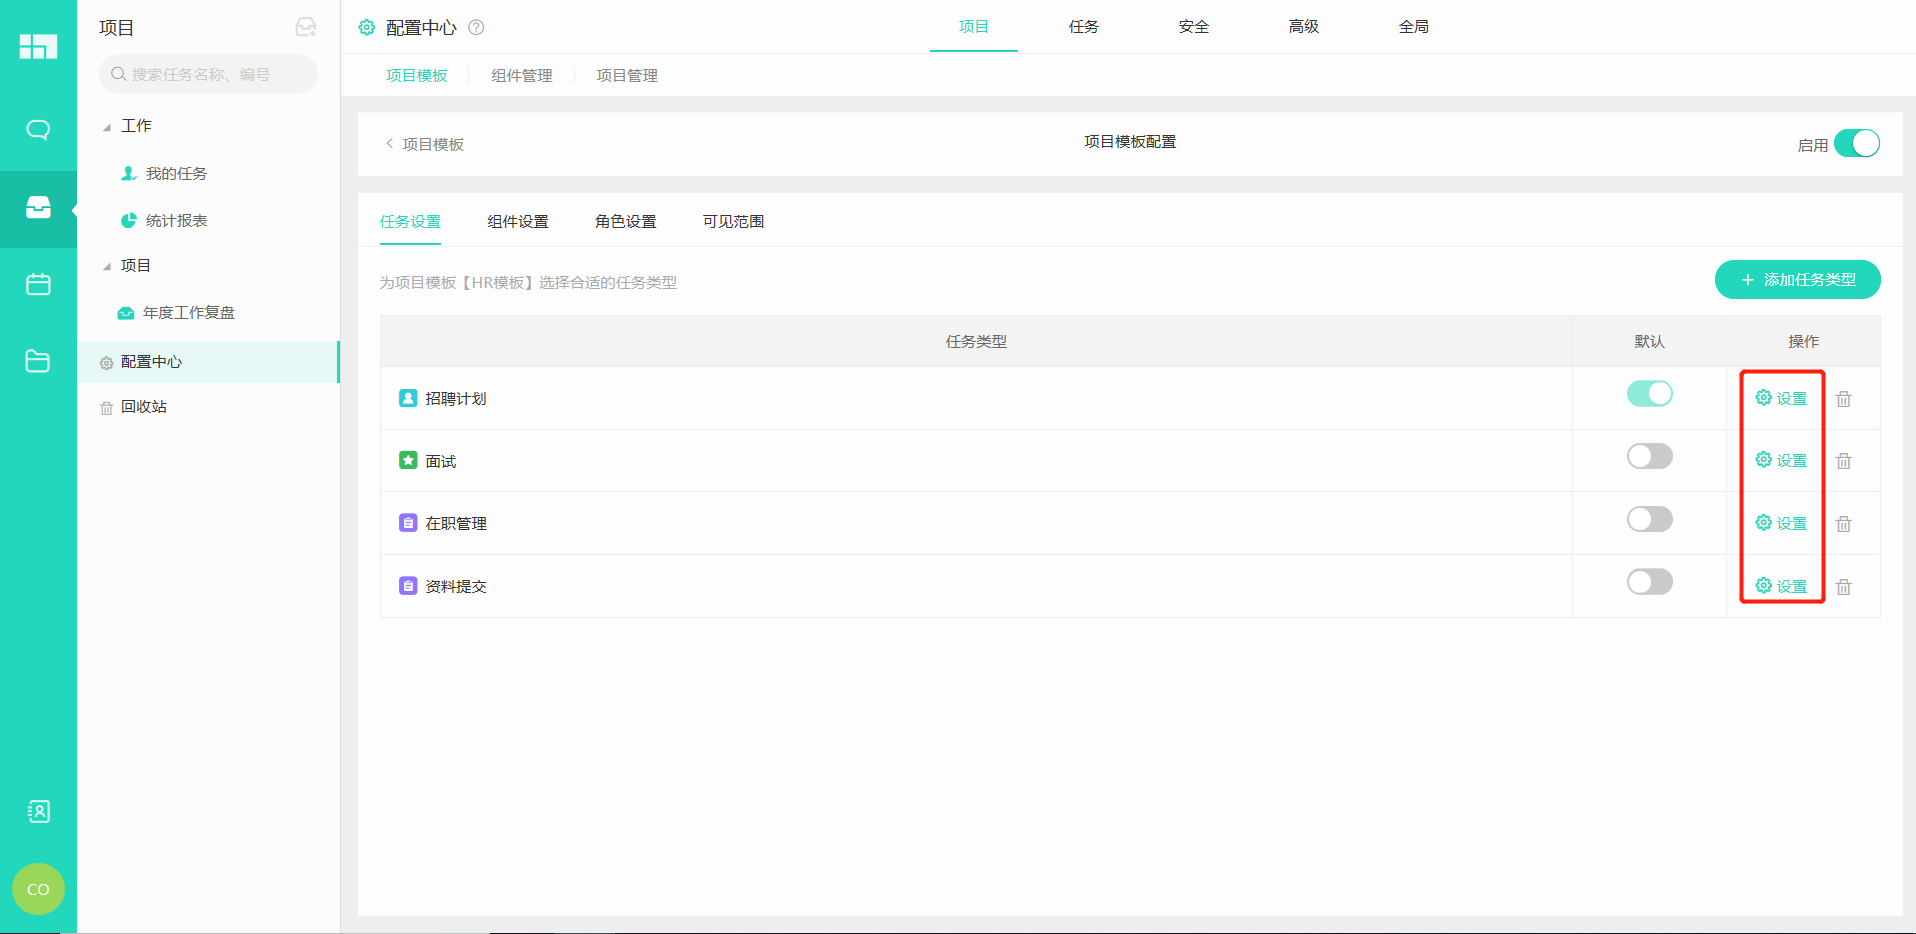 项目
搜索任务名称、编号
工作
我的任务
统计报表
项目
年度工作复盘
配置中心
回收站
CO
配置中心
项目
任务
安全
高级
全局
项目模板
组件管理
项目管理
项目模板
项目模板配置
启用
任务设置
组件设置
角色设置
可见范围
为项目模板【HR模板】选择合适的任务类型
添加任务类型
任务类型
默认
操作
招聘计划
设置
面试
设置
在职管理
设置
资料提交
设置